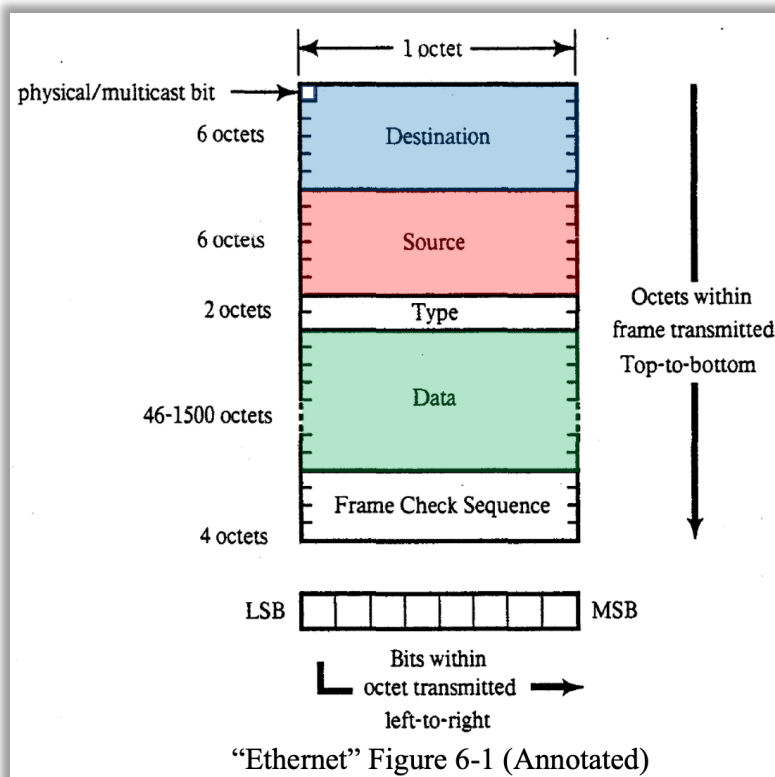 1 octet
physical/multicast bit
6 octets
Destination
6 octets
Source
2 octets
Type
Octets within
frame transmitted
Top-to-bottom
46-1500 octets
Data
Frame Check Sequence
4 octets
LSB
MSB
Bits within
octet transmitted
left-to-right
“Ethernet” Figure 6-1 (Annotated)